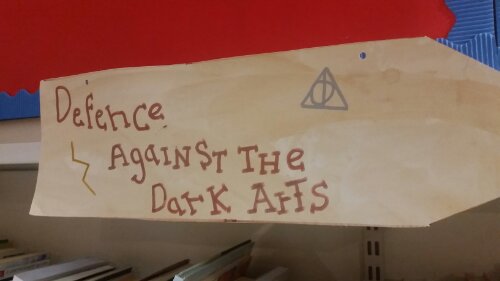 Defence
Against The
Dark Arts